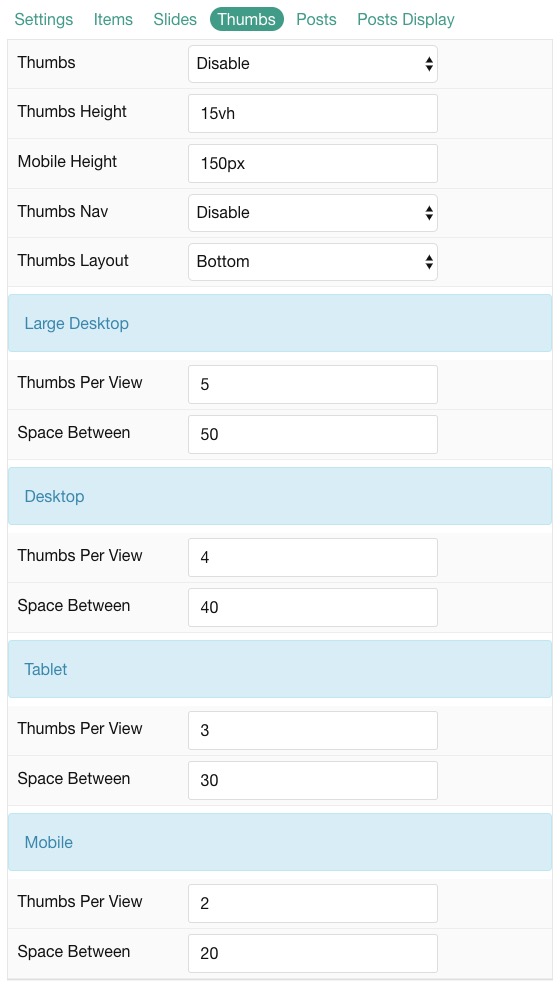 Settings Items Slides Thumbs Posts Posts Display
Thumbs Disable
Thumbs Height 15vh
Mobile Height 150px
Thumbs Nav Disable
Thumbs Layout Bottom
Large Desktop
Thumbs Per View 5
Space Between 50
Desktop
Thumbs Per View 4
Space Between 40
Tablet
Thumbs Per View 3
Space Between 30
Mobile
Thumbs Per View 2
Space Between 20